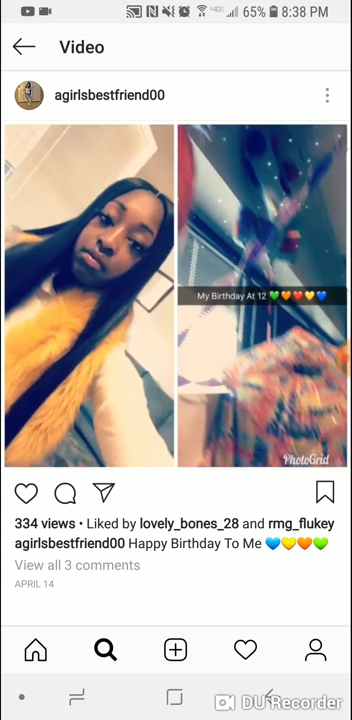 65% 8:38 PM
Video
agirlsbestfriend00
My Birthday At 12 💚🧡❤️💛💙
PhotoGrid
334 views • Liked by lovely_bones_28 and rmg_flukey
agirlsbestfriend00 Happy Birthday To Me 💙💛🧡💚
View all 3 comments
APRIL 14
DU Recorder